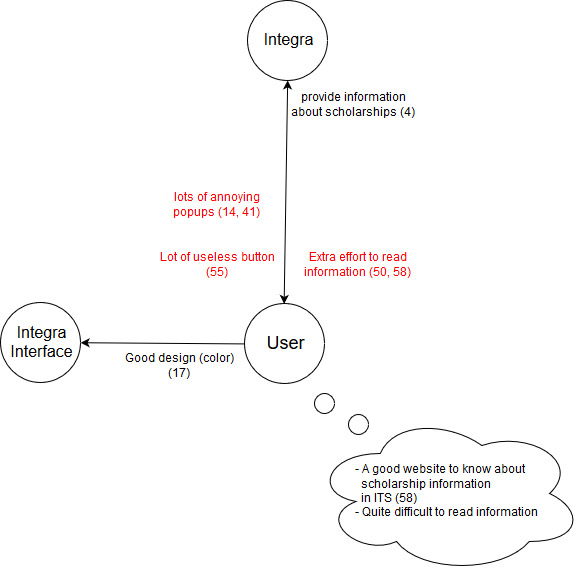 Integra
provide information
about scholarships (4)
lots of annoying
popups (14, 41)
Lot of useless button
(55)
Extra effort to read
information (50, 58)
Integra
Interface
Good design (color)
(17)
User
- A good website to know about
scholarship information
in ITS (58)
- Quite difficult to read information